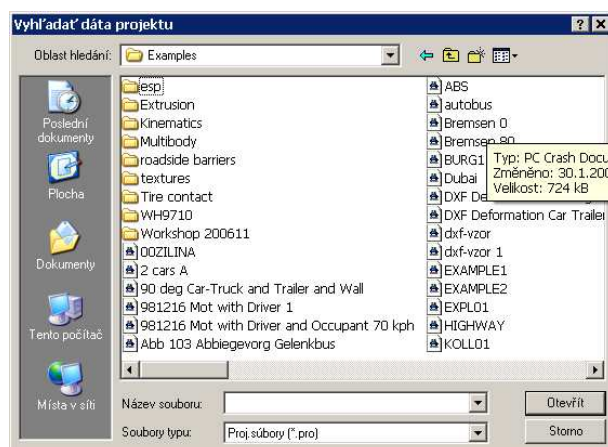 Vyhľadať dáta projektu
Oblast hledání: Examples
Poslední dokumenty
Plocha
Dokumenty
Tento počítač
Místa v síti
esp
Extrusion
Kinematics
Multibody
roadside barriers
textures
Tire contact
WH9710
Workshop 200611
00ZILINA
2 cars A
90 deg Car-Truck and Trailer and Wall
981216 Mot with Driver 1
981216 Mot with Driver and Occupant 70 kph
Abb 103 Abbiegevorg Gelenkbus
ABS
autobus
Bremsen 0
Bremsen 80
BURG1
Dubai
DXF De
DXF Deformation Car Trailer
dxf-vzor
dxf-vzor 1
EXAMPLE1
EXAMPLE2
EXPL01
HIGHWAY
KOLL01
Typ: PC Crash Docu
Změněno: 30.1.200
Velikost: 724 kB
Název souboru:
Otevřít
Soubory typu: Proj.súbory (*.pro)
Storno